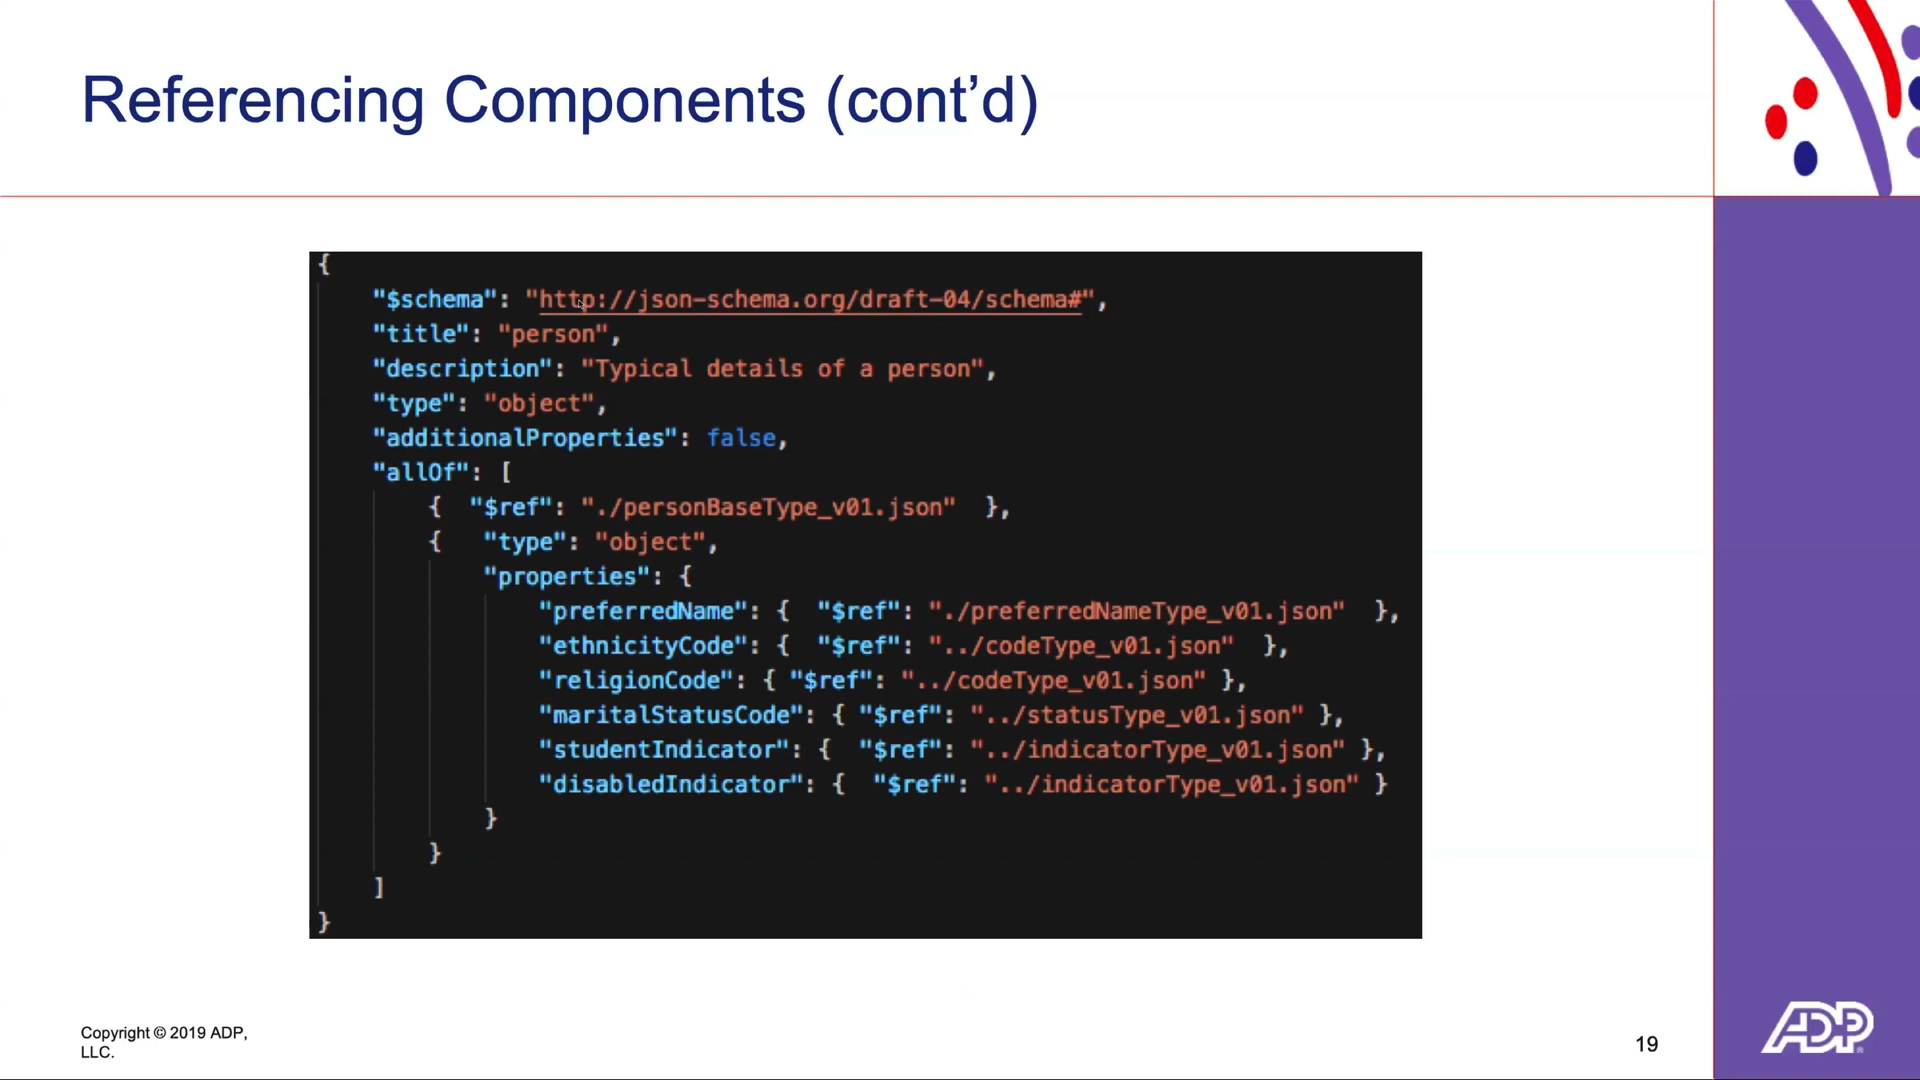 Referencing Components (cont’d)
{
"$schema": "http://json-schema.org/draft-04/schema#",
"title": "person",
"description": "Typical details of a person",
"type": "object",
"additionalProperties": false,
"allOf": [
{  "$ref": "./personBaseType_v01.json"  },
{   "type": "object",
"properties": {
"preferredName": {  "$ref": "./preferredNameType_v01.json"  },
"ethnicityCode": {  "$ref": "../codeType_v01.json"  },
"religionCode": { "$ref": "../codeType_v01.json" },
"maritalStatusCode": { "$ref": "../statusType_v01.json" },
"studentIndicator": {  "$ref": "../indicatorType_v01.json" },
"disabledIndicator": {  "$ref": "../indicatorType_v01.json" }
}
}
]
}
Copyright © 2019 ADP,
LLC.
19
ADP